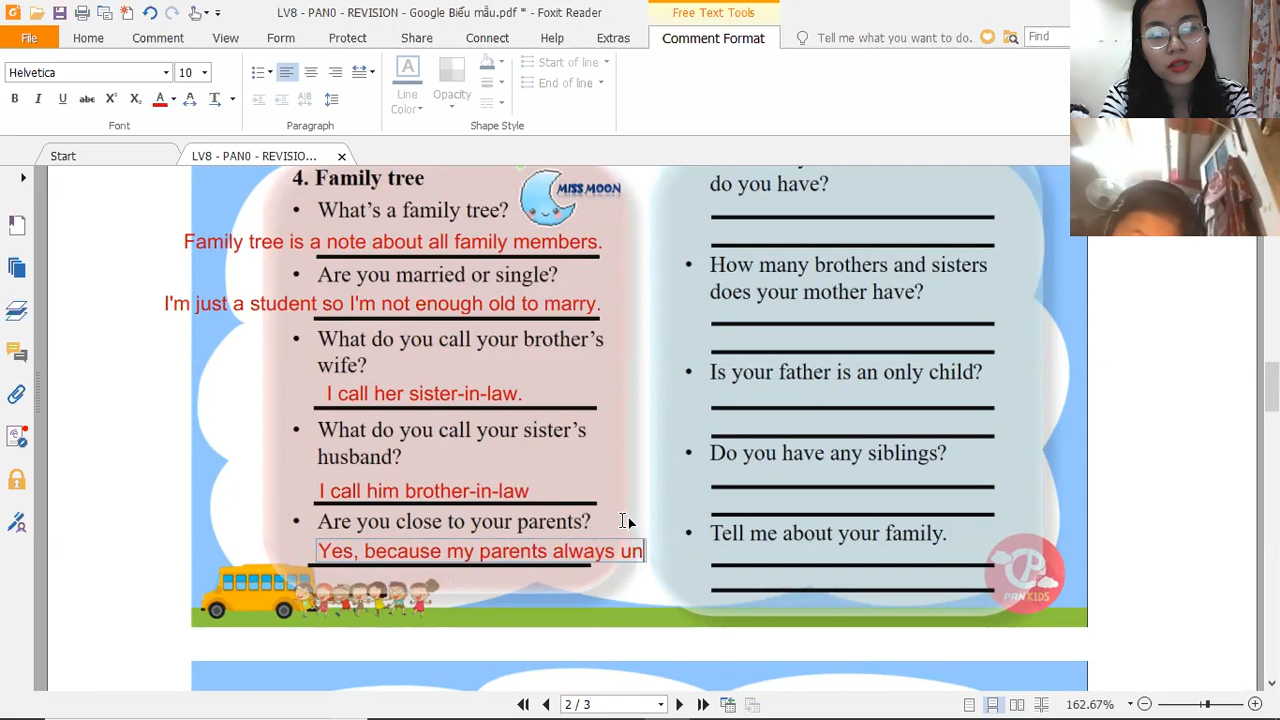 LV8 - PAN0 - REVISION - Google Biểu mẫu.pdf * - Foxit Reader
Free Text Tools
File Home Comment View Form Protect Share Connect Help Extras Comment Format
Tell me what you want to do.
Find
Helvetica 10
Line Color
Opacity
Start of line
End of line
Font
Paragraph
Shape Style
Start
LV8 - PAN0 - REVISIO...
4. Family tree
MISS MOON
• What's a family tree?
Family tree is a note about all family members.
• Are you married or single?
I'm just a student so I'm not enough old to marry.
• What do you call your brother's
wife?
I call her sister-in-law.
• What do you call your sister's
husband?
I call him brother-in-law
• Are you close to your parents?
Yes, because my parents always un
do you have?
• How many brothers and sisters
does your mother have?
• Is your father is an only child?
• Do you have any siblings?
• Tell me about your family.
PANKIDS
2 / 3
162.67%